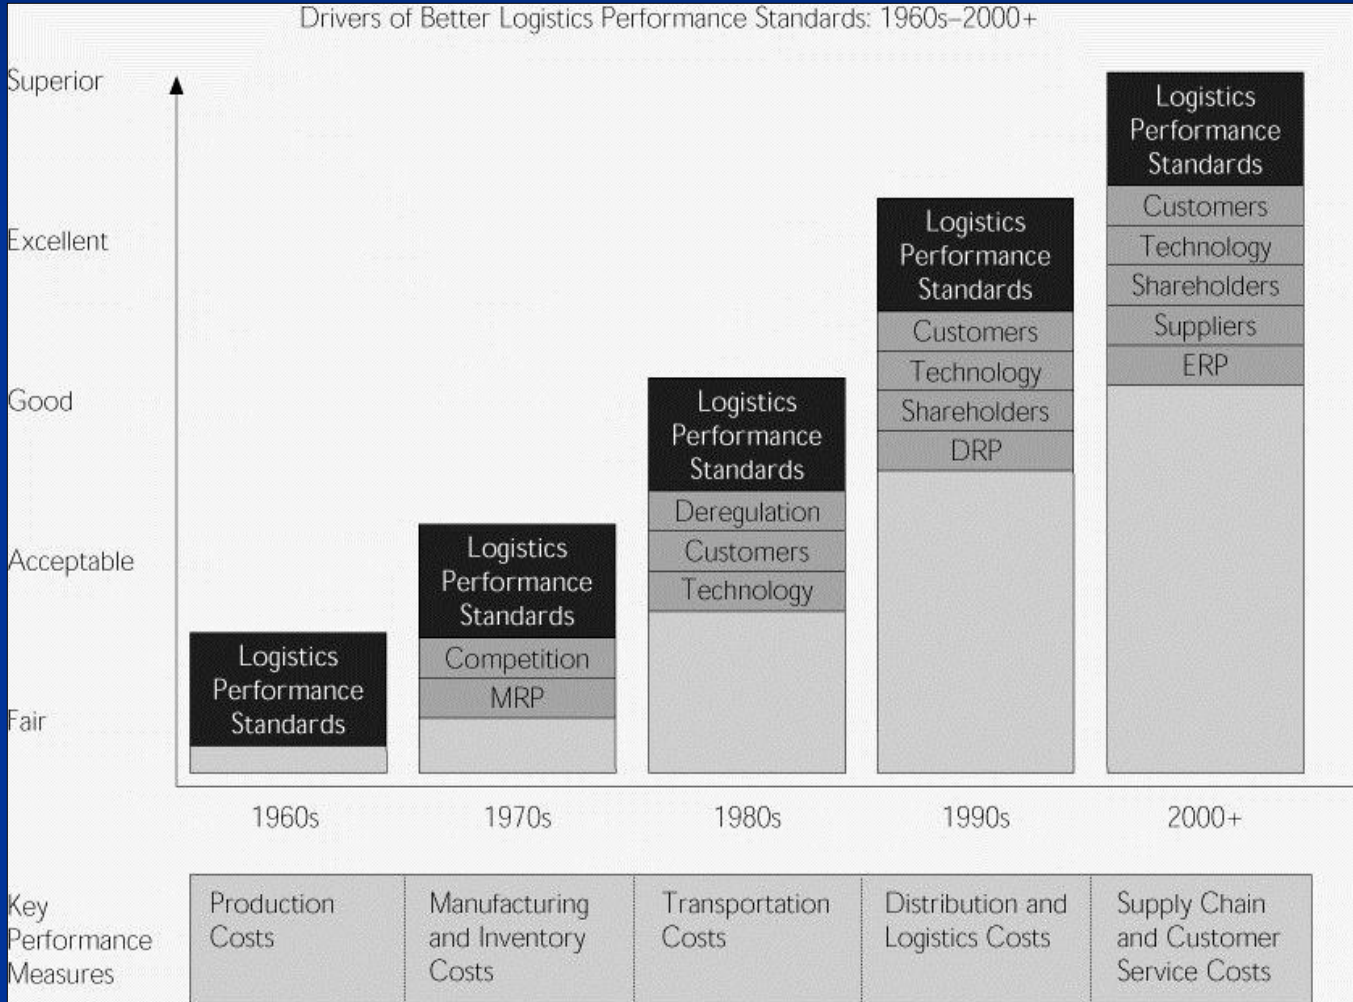 Drivers of Better Logistics Performance Standards: 1960s–2000+
Superior
Excellent
Good
Acceptable
Fair
Logistics
Performance
Standards
Logistics
Performance
Standards
Competition
MRP
Logistics
Performance
Standards
Deregulation
Customers
Technology
Logistics
Performance
Standards
Customers
Technology
Shareholders
DRP
Logistics
Performance
Standards
Customers
Technology
Shareholders
Suppliers
ERP
1960s
1970s
1980s
1990s
2000+
Key
Performance
Measures
Production
Costs
Manufacturing
and Inventory
Costs
Transportation
Costs
Distribution and
Logistics Costs
Supply Chain
and Customer
Service Costs